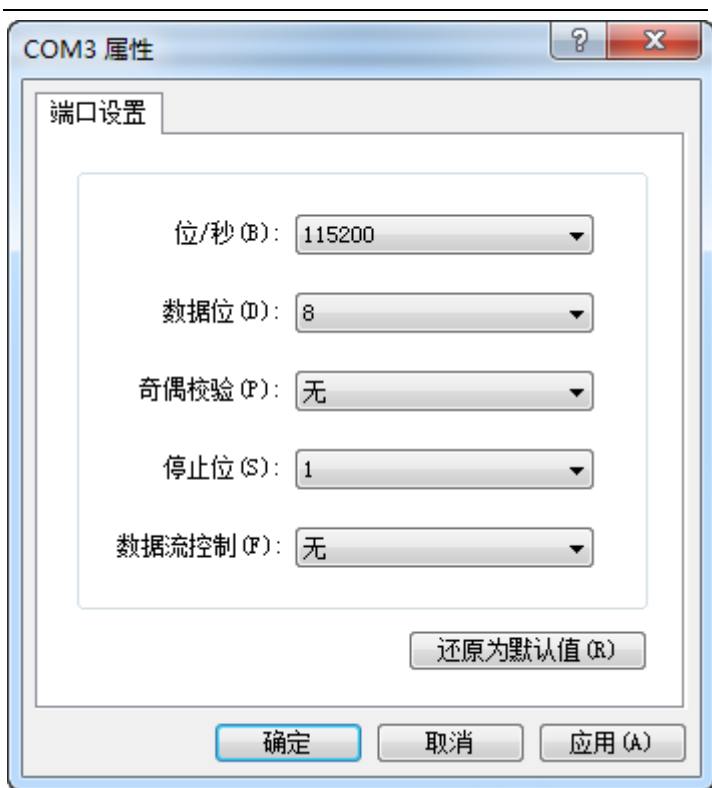 COM3 属性
端口设置
位/秒(B): 115200
数据位(D): 8
奇偶校验(P): 无
停止位(S): 1
数据流控制(F): 无
还原为默认值(R)
确定 取消 应用(A)